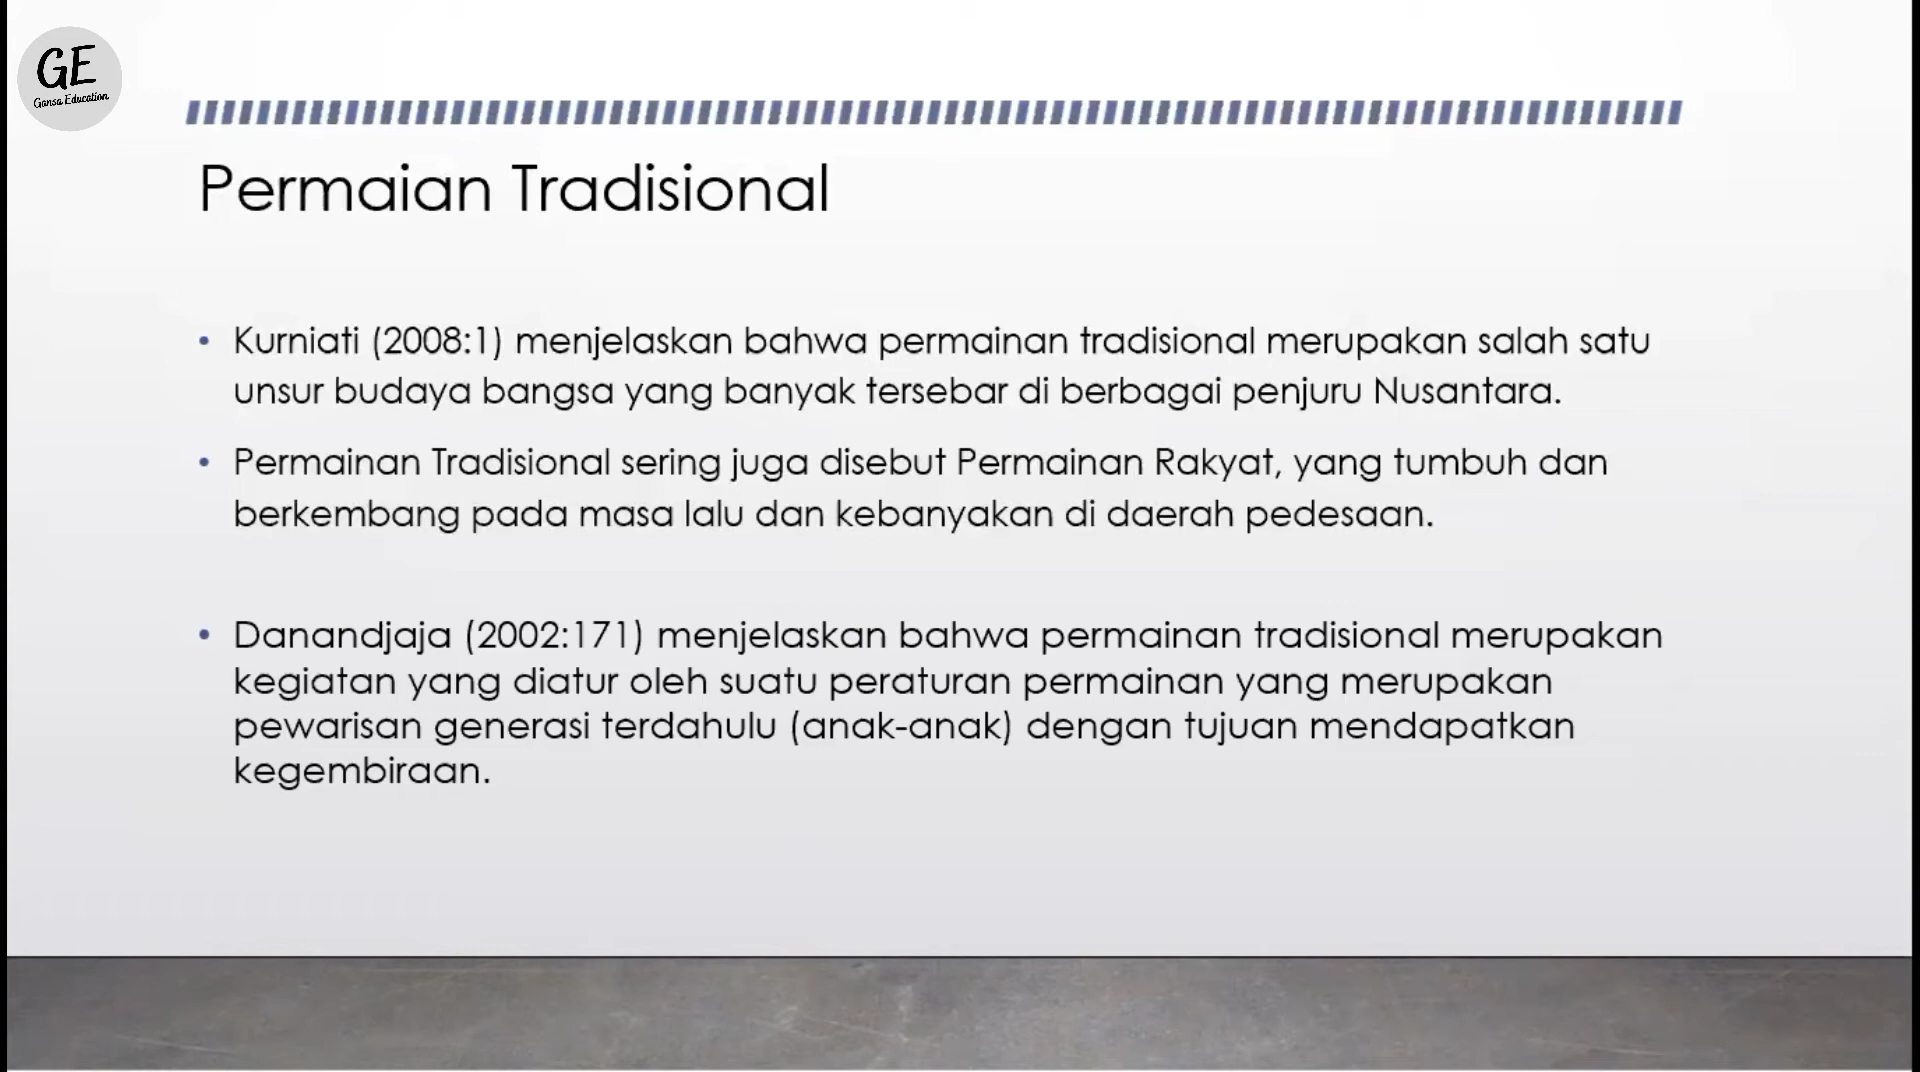 GE
Gansa Education
Permaian Tradisional
• Kurniati (2008:1) menjelaskan bahwa permainan tradisional merupakan salah satu
unsur budaya bangsa yang banyak tersebar di berbagai penjuru Nusantara.
• Permainan Tradisional sering juga disebut Permainan Rakyat, yang tumbuh dan
berkembang pada masa lalu dan kebanyakan di daerah pedesaan.
• Danandjaja (2002:171) menjelaskan bahwa permainan tradisional merupakan
kegiatan yang diatur oleh suatu peraturan permainan yang merupakan
pewarisan generasi terdahulu (anak-anak) dengan tujuan mendapatkan
kegembiraan.